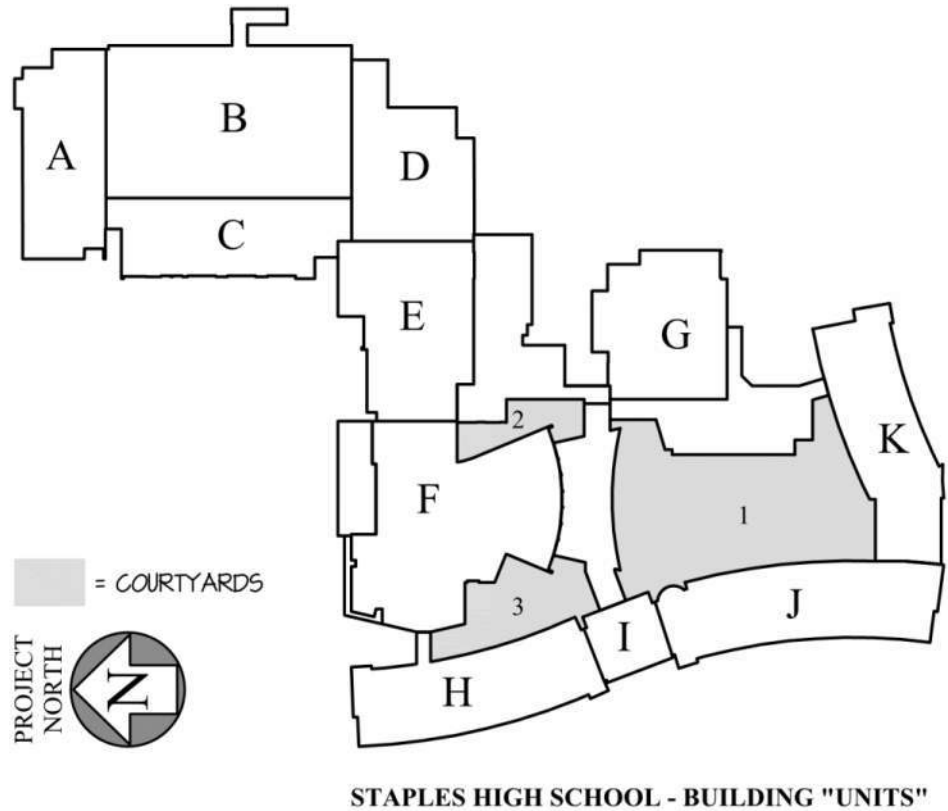 B
A
D
C
E
G
2
K
F
1
= COURTYARDS
3
J
I
PROJECT
NORTH
N
H
STAPLES HIGH SCHOOL - BUILDING "UNITS"